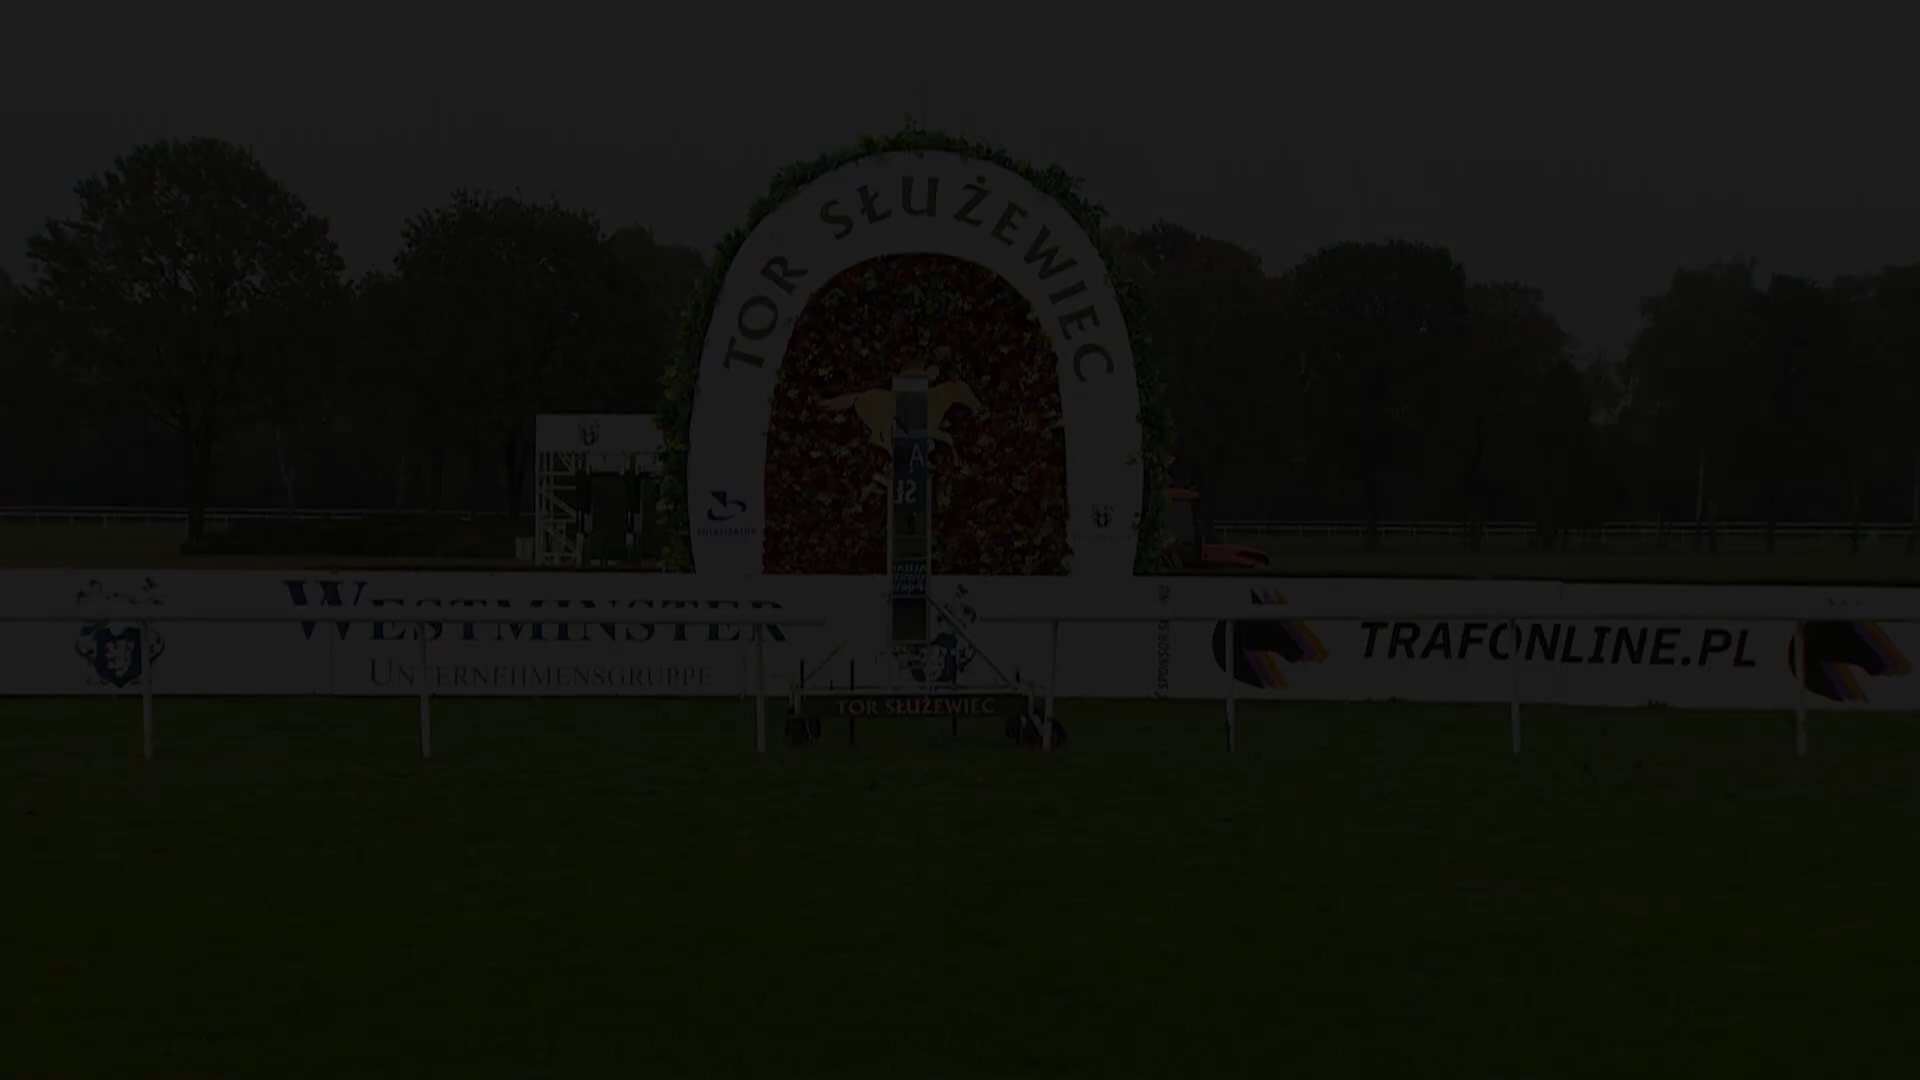 TOR SŁUŻEWIEC
WESTMINSTER
UNTERNEHMENSGRUPPE
TRAFONLINE.PL
TOR SŁUŻEWIEC